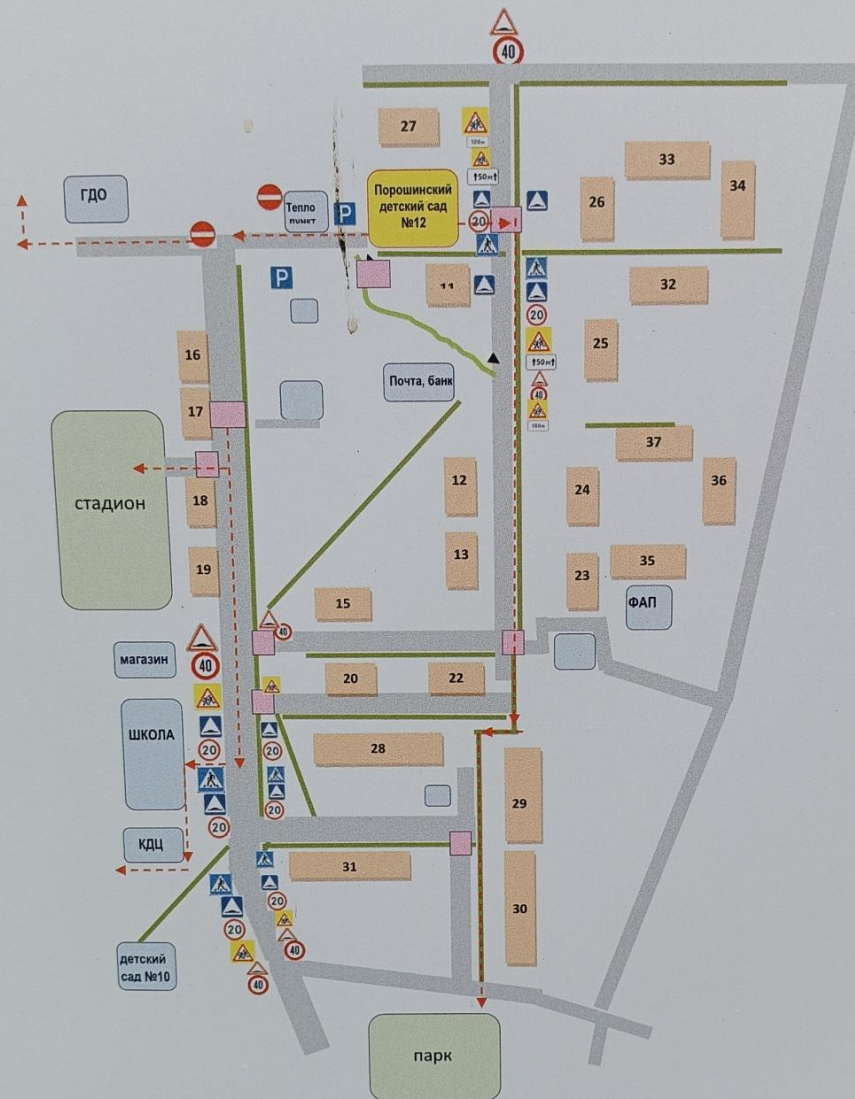 40
27
100м
↑50м↑
33
34
26
ГДО
Тепло
пункт
P
Порошинский
детский сад
№12
20
P
11
32
20
25
↑50м↑
40
100м
16
17
Почта, банк
37
12
24
36
18
стадион
13
35
23
19
15
ФАП
40
магазин
40
20
22
ШКОЛА
20
20
28
29
20
20
КДЦ
31
30
20
20
40
детский
сад №10
40
парк